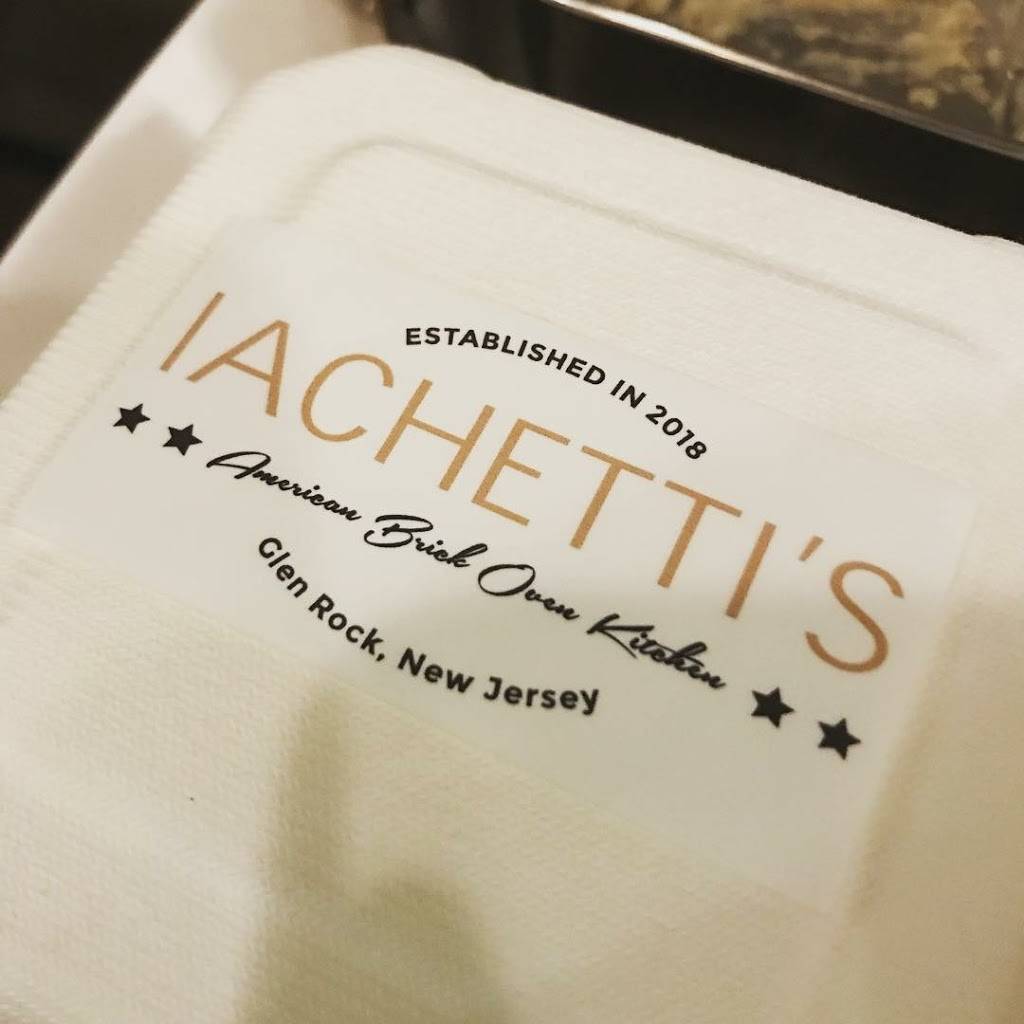 ESTABLISHED IN 2018
IACHETTI'S
American Brick Oven Kitchen
Glen Rock, New Jersey